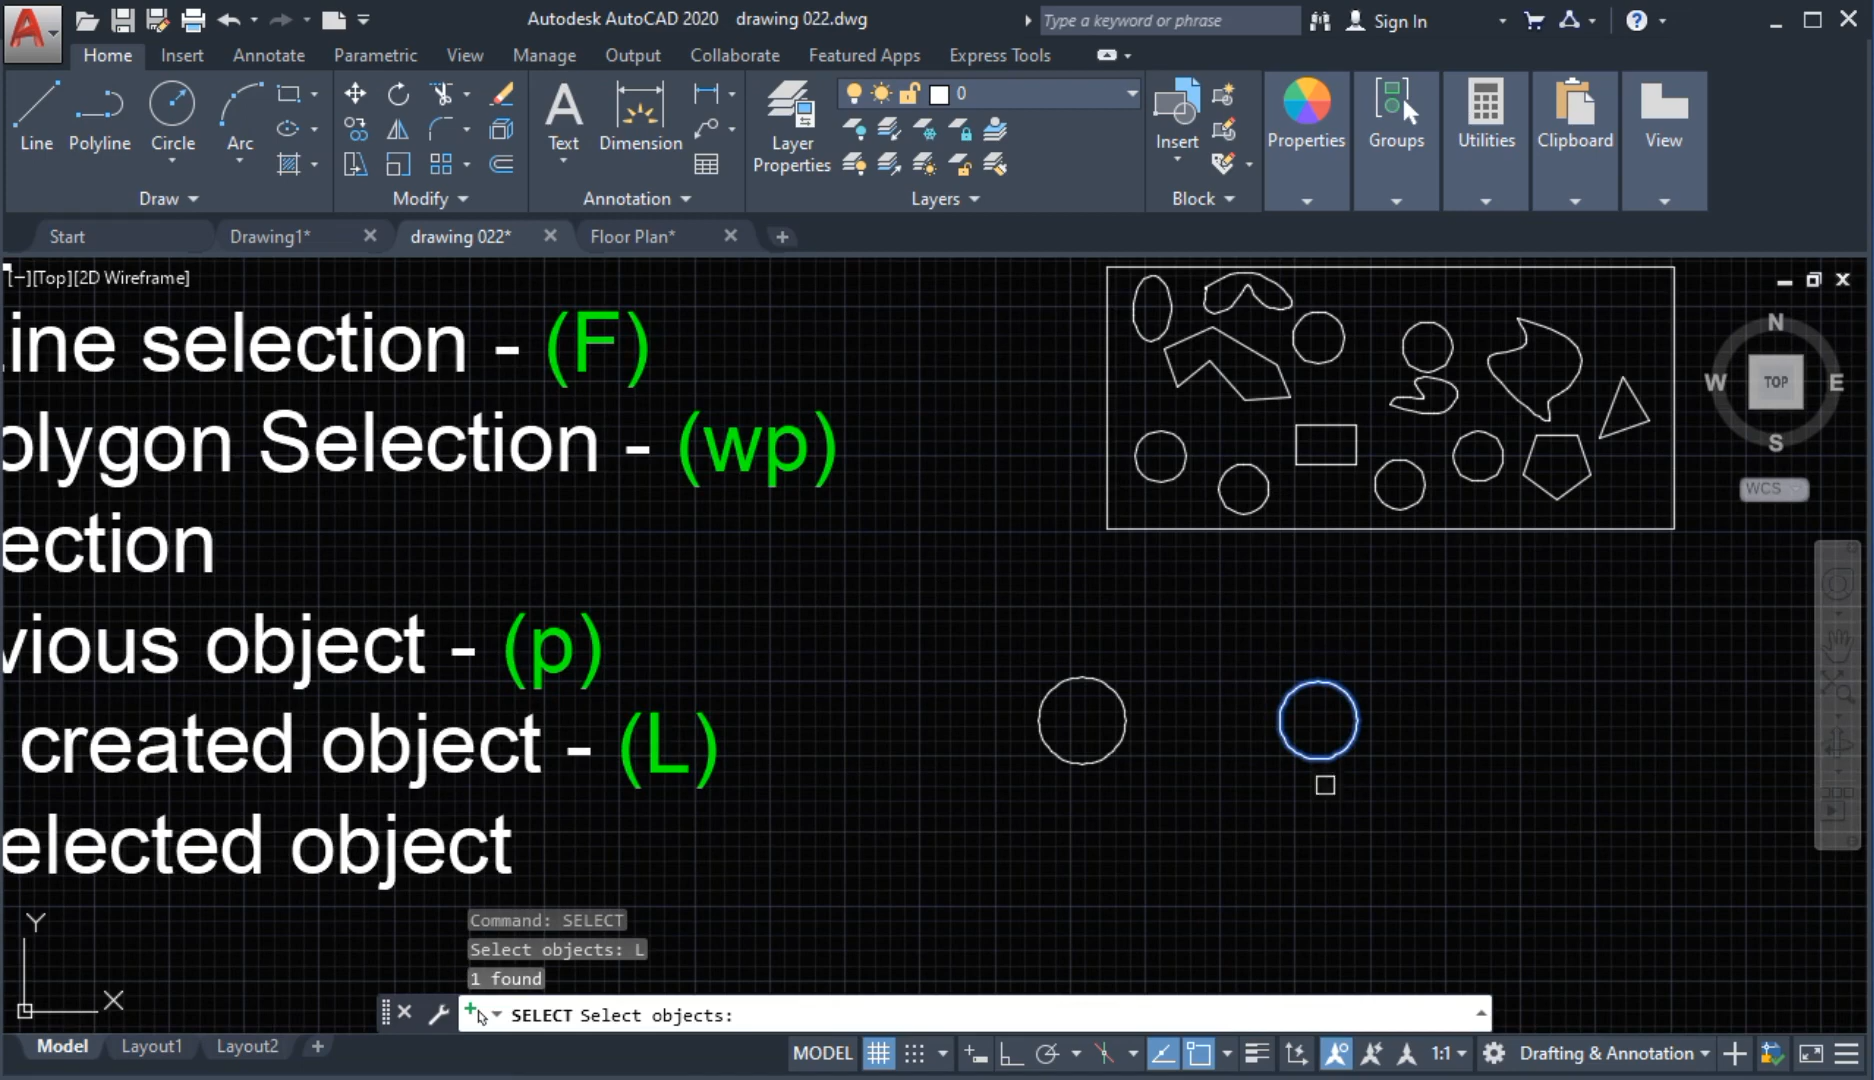 Autodesk AutoCAD 2020 drawing 022.dwg
Type a keyword or phrase
Sign In
Home Insert Annotate Parametric View Manage Output Collaborate Featured Apps Express Tools
0
Line Polyline Circle Arc
Text Dimension
Layer Properties
Insert
Properties Groups Utilities Clipboard View
Draw Modify Annotation Layers Block
Start Drawing1* drawing 022* Floor Plan*
[−][Top][2D Wireframe]
ine selection - (F)
olygon Selection - (wp)
ection
vious object - (p)
created object - (L)
elected object
N
W TOP E
S
WCS
Y
X
Command: SELECT
Select objects: L
1 found
SELECT Select objects:
Model Layout1 Layout2
MODEL 1:1 Drafting & Annotation